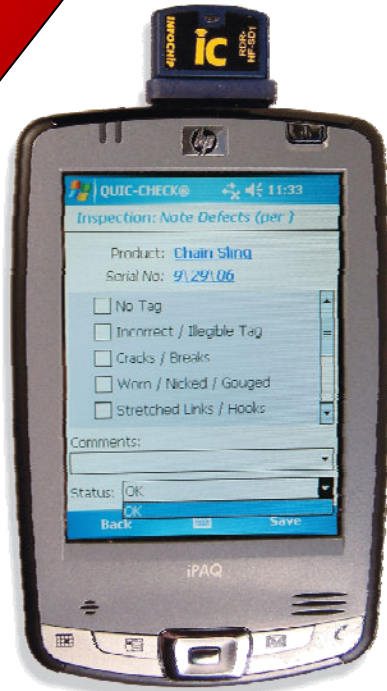 INFOCHIP
ic
RDR-
HF-SD1
hp
QUIC-CHECK® 11:33
Inspection: Note Defects (per )
Product: Chain Sling
Serial No: 9\29\06
No Tag
Incorrect / Illegible Tag
Cracks / Breaks
Worn / Nicked / Gouged
Stretched Links / Hooks
Comments:
Status: OK
OK
Back Save
iPAQ